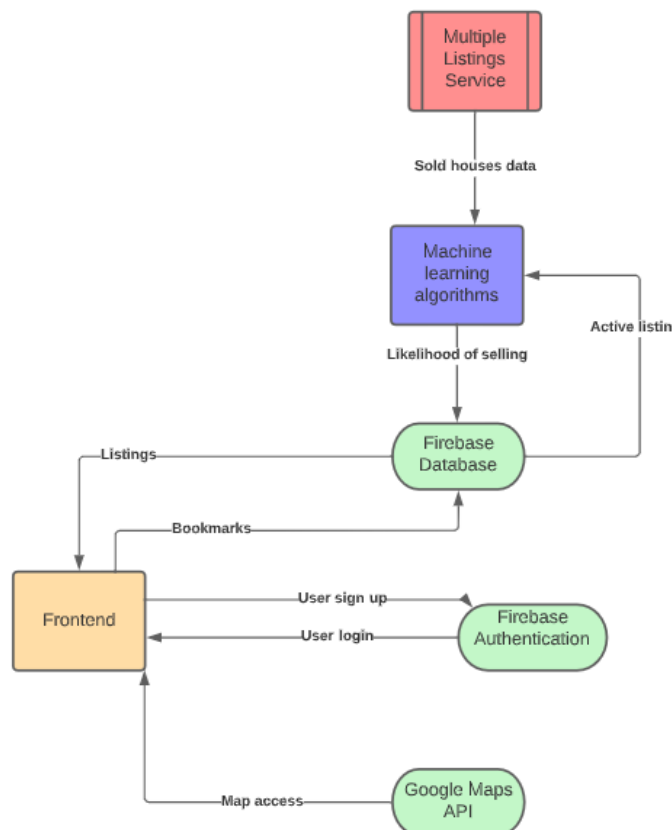 Multiple
Listings
Service
Sold houses data
Machine
learning
algorithms
Active listin
Likelihood of selling
Firebase
Database
Listings
Bookmarks
User sign up
Frontend
Firebase
Authentication
User login
Google Maps
API
Map access